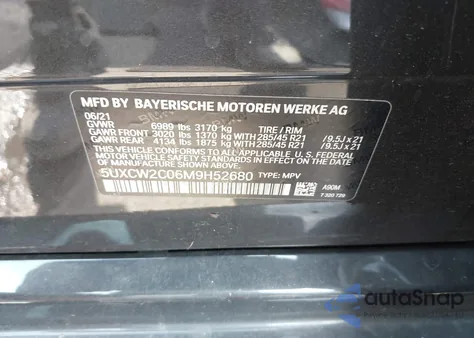 MFD BY BAYERISCHE MOTOREN WERKE AG
06/21
GVWR 6989 lbs 3170 kg TIRE / RIM
GAWR FRONT 3020 lbs 1370 kg WITH 285/45 R21 / 9.5J x 21
GAWR REAR 4134 lbs 1875 kg WITH 285/45 R21 / 9.5J x 21
THIS VEHICLE CONFORMS TO ALL APPLICABLE U. S. FEDERAL
MOTOR VEHICLE SAFETY STANDARDS IN EFFECT ON THE
DATE OF MANUFACTURE SHOWN ABOVE.
5UXCW2C06M9H52680 TYPE: MPV
A90M
7 320 729
autoSnap